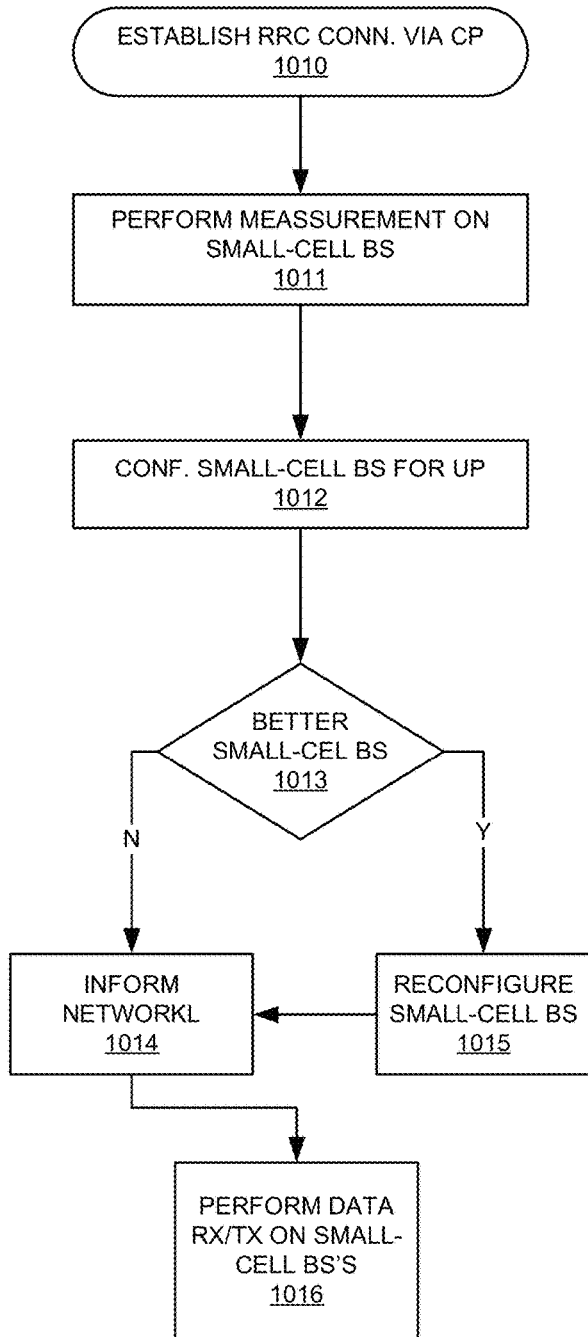 ESTABLISH RRC CONN. VIA CP
1010
PERFORM MEASSUREMENT ON
SMALL-CELL BS
1011
CONF. SMALL-CELL BS FOR UP
1012
BETTER
SMALL-CEL BS
1013
N
Y
INFORM
NETWORKL
1014
RECONFIGURE
SMALL-CELL BS
1015
PERFORM DATA
RX/TX ON SMALL-
CELL BS'S
1016